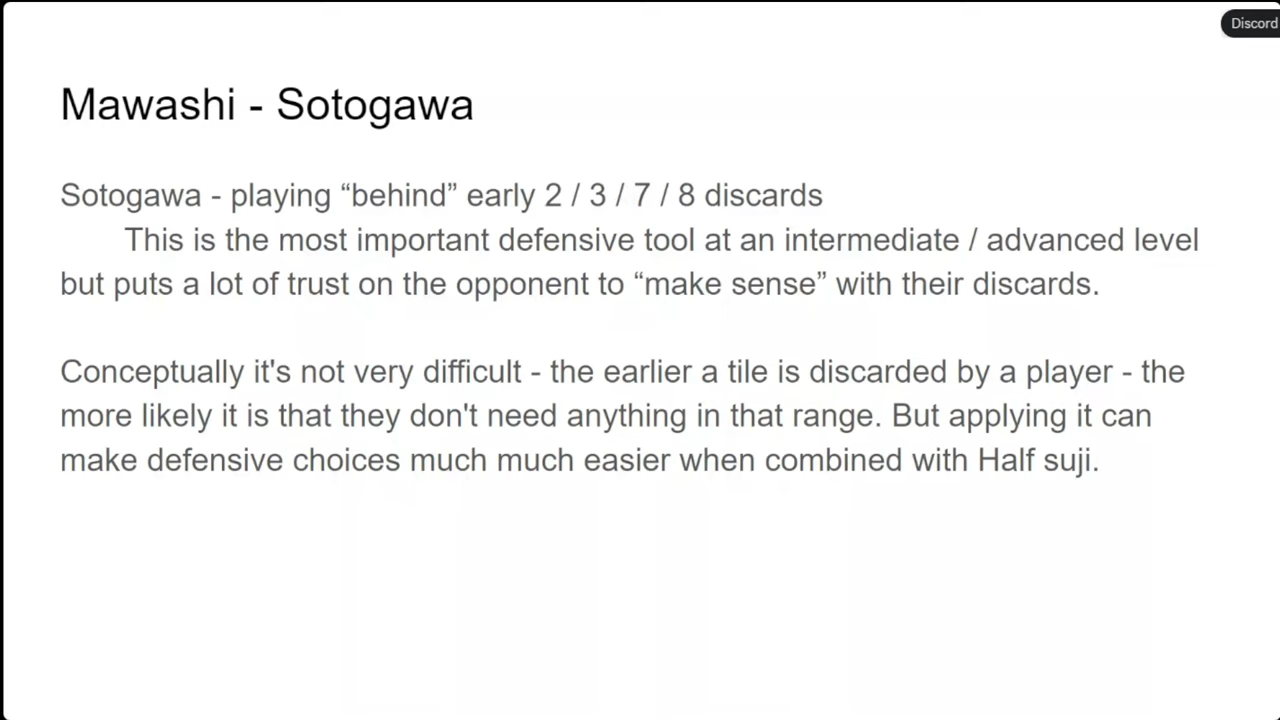 Discord
Mawashi - Sotogawa
Sotogawa - playing “behind” early 2 / 3 / 7 / 8 discards
This is the most important defensive tool at an intermediate / advanced level
but puts a lot of trust on the opponent to “make sense” with their discards.
Conceptually it's not very difficult - the earlier a tile is discarded by a player - the
more likely it is that they don't need anything in that range. But applying it can
make defensive choices much much easier when combined with Half suji.